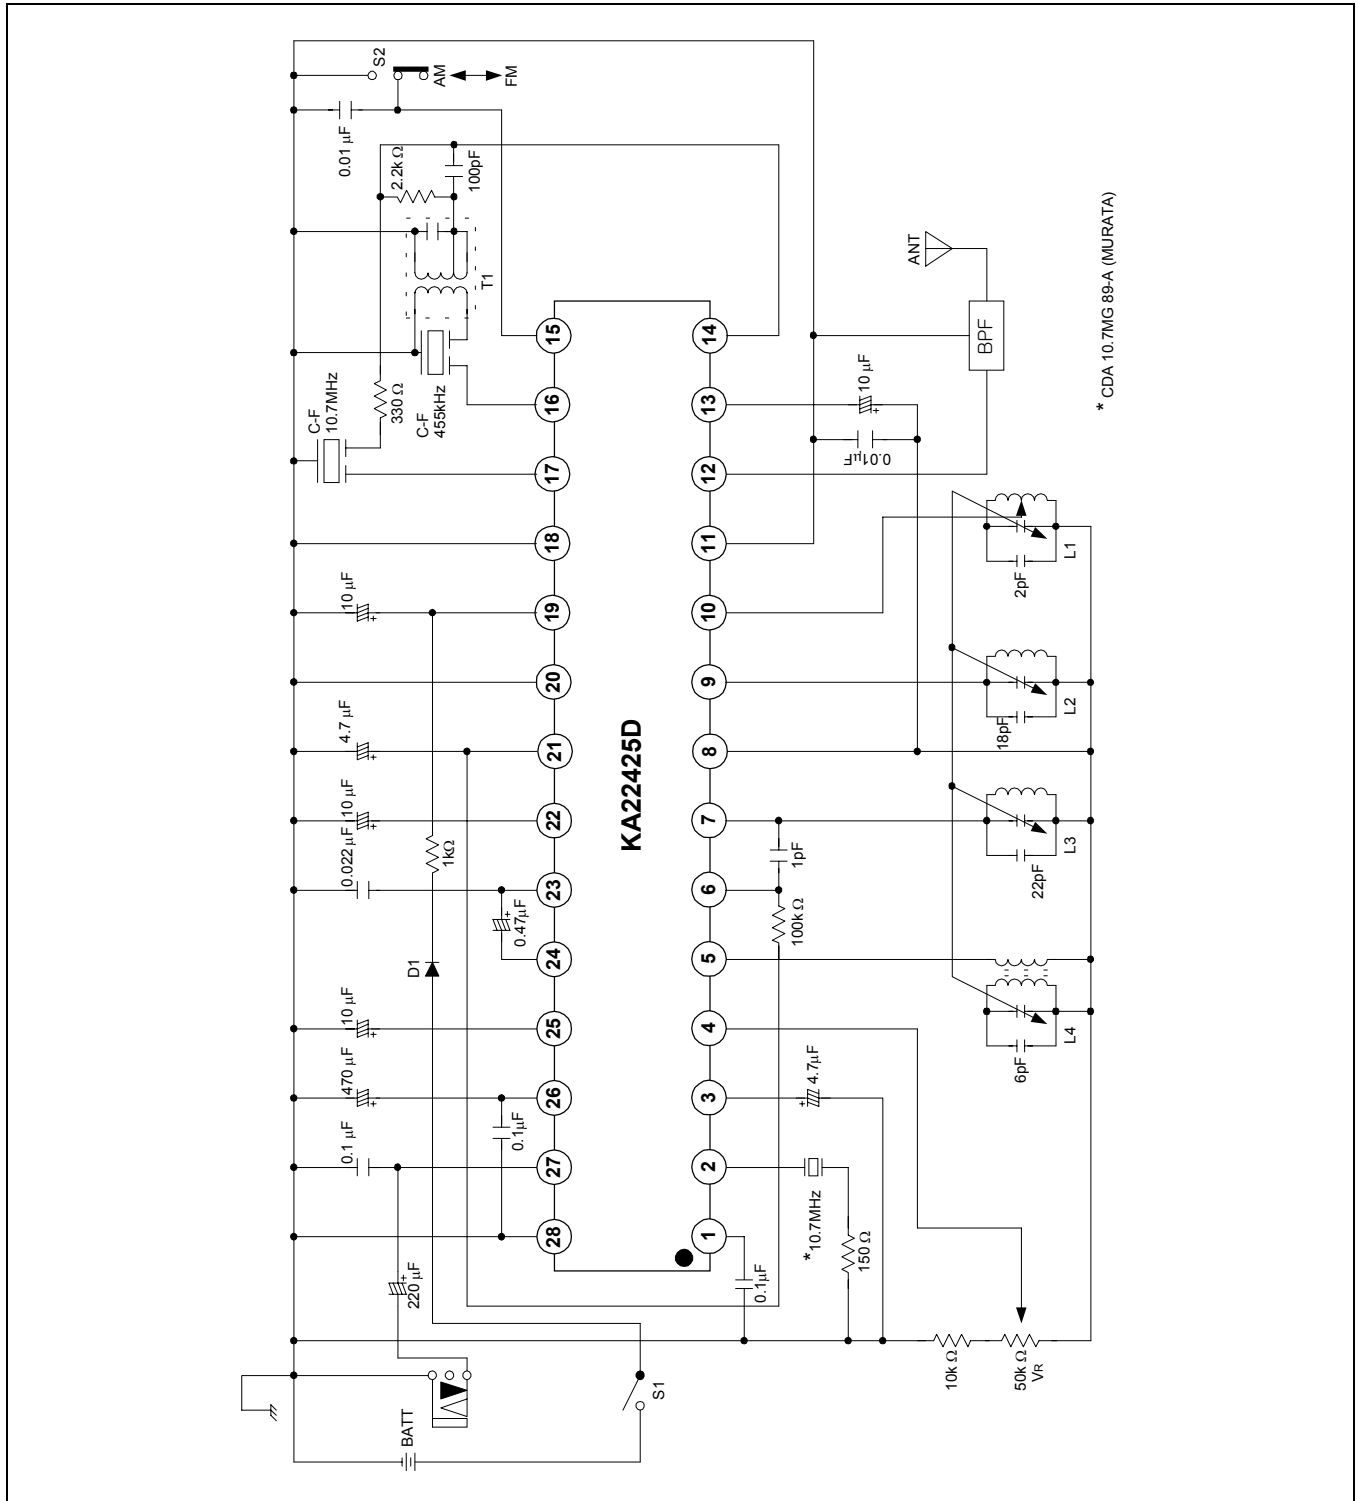 S2
AM
FM
0.01 µF
2.2k Ω
100pF
T1
C-F
10.7MHz
330 Ω
C-F
455kHz
ANT
BPF
* CDA 10.7MG 89-A (MURATA)
15
14
16
13
10 µF
0.01µF
17
12
18
11
10 µF
19
10
2pF
L1
20
9
18pF
L2
4.7 µF
21
8
KA22425D
10 µF
22
7
1pF
22pF
L3
0.022 µF
1kΩ
23
6
100k Ω
0.47µF
24
5
D1
10 µF
25
4
6pF
L4
470 µF
26
3
4.7µF
0.1µF
0.1 µF
27
2
*10.7MHz
150 Ω
28
1
0.1µF
220 µF
10k Ω
50k Ω
VR
S1
BATT